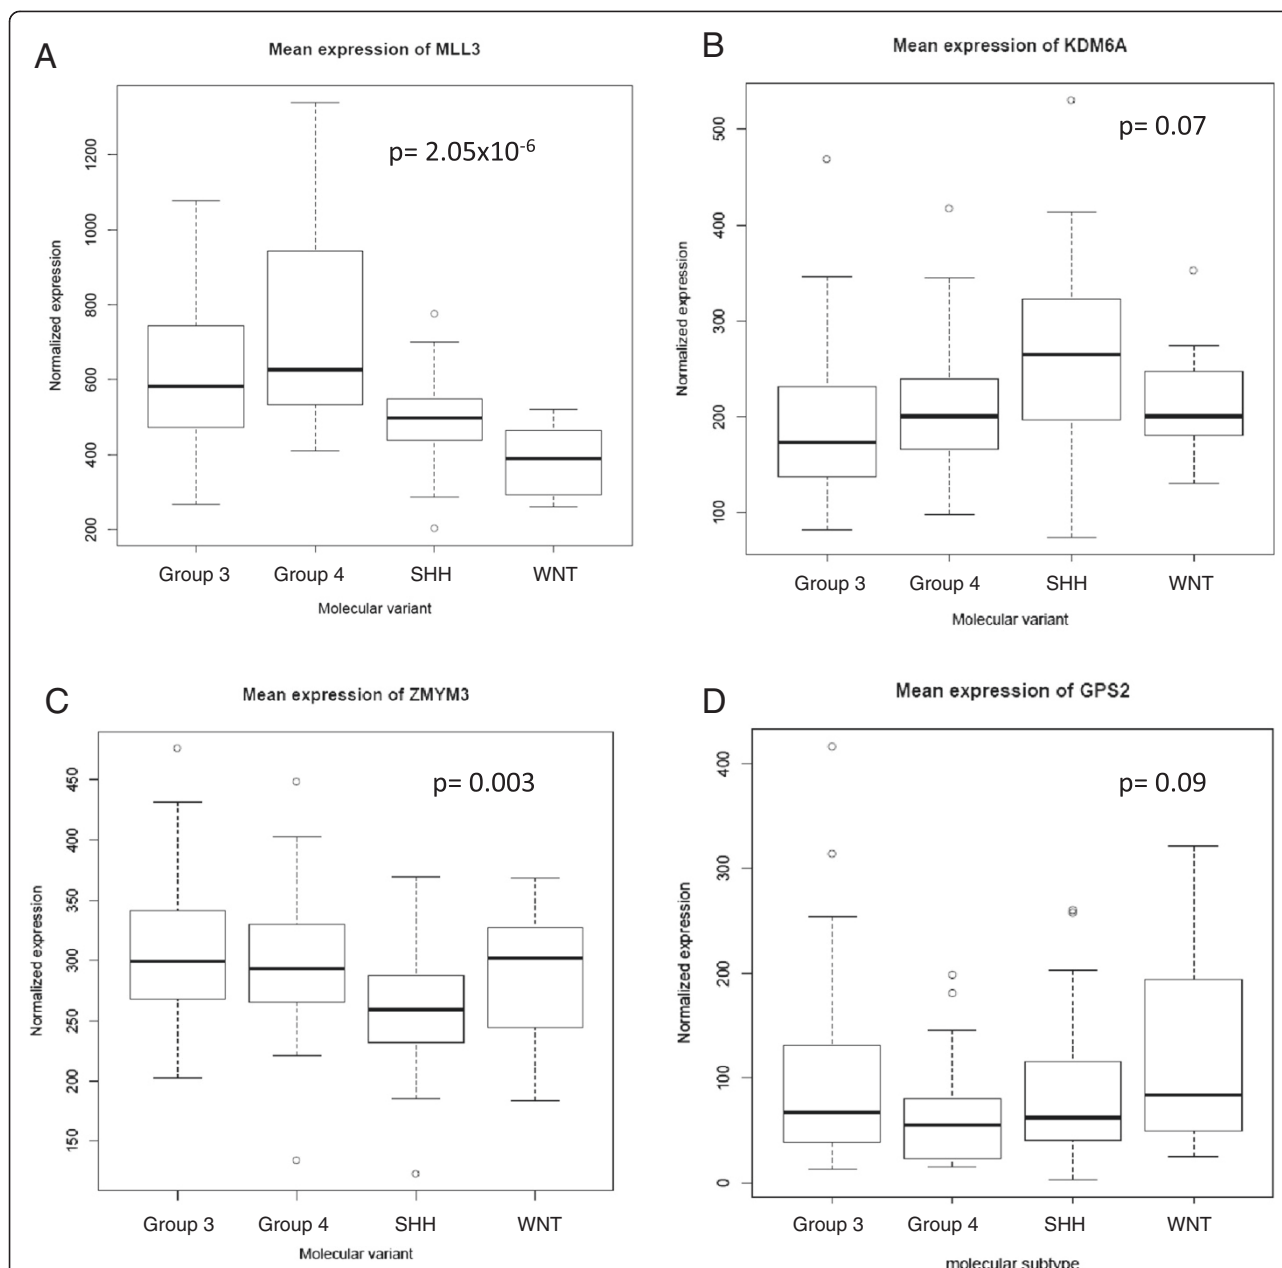 A
Mean expression of MLL3
p= 2.05x10-6
Normalized expression
1200
1000
800
600
400
200
Group 3 Group 4 SHH WNT
Molecular variant
B
Mean expression of KDM6A
p= 0.07
Normalized expression
500
400
300
200
100
Group 3 Group 4 SHH WNT
Molecular variant
C
Mean expression of ZMYM3
p= 0.003
Normalized expression
450
400
350
300
250
200
150
Group 3 Group 4 SHH WNT
Molecular variant
D
Mean expression of GPS2
p= 0.09
Normalized expression
400
300
200
100
0
Group 3 Group 4 SHH WNT
molecular subtype